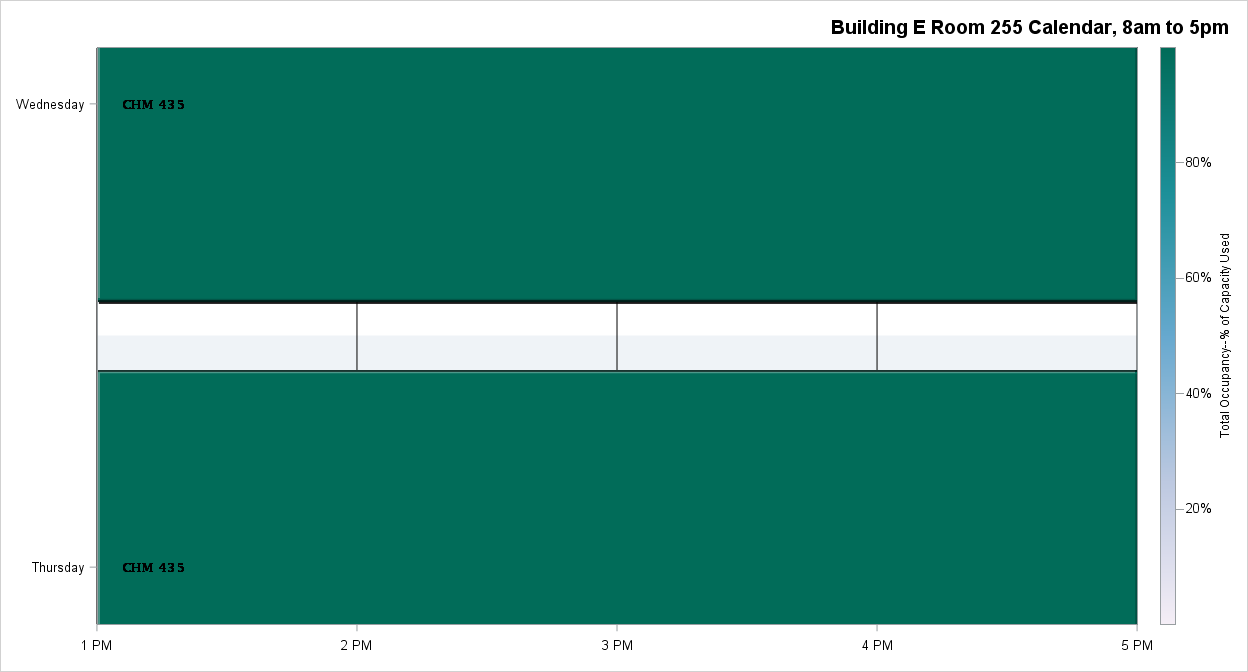 Building E Room 255 Calendar, 8am to 5pm
Wednesday
CHM 435
Thursday
CHM 435
1 PM
2 PM
3 PM
4 PM
5 PM
80%
60%
40%
20%
Total Occupancy--% of Capacity Used